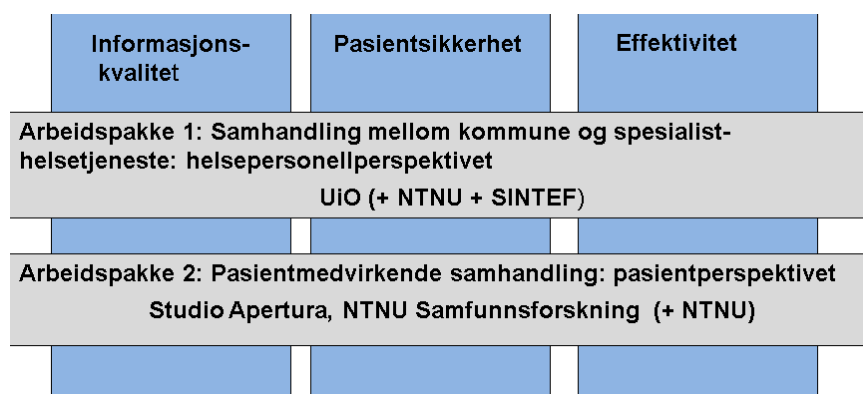 Informasjons-
kvalitet
Pasientsikkerhet
Effektivitet
Arbeidspakke 1: Samhandling mellom kommune og spesialist-
helsetjeneste: helsepersonellperspektivet
UiO (+ NTNU + SINTEF)
Arbeidspakke 2: Pasientmedvirkende samhandling: pasientperspektivet
Studio Apertura, NTNU Samfunnsforskning (+ NTNU)